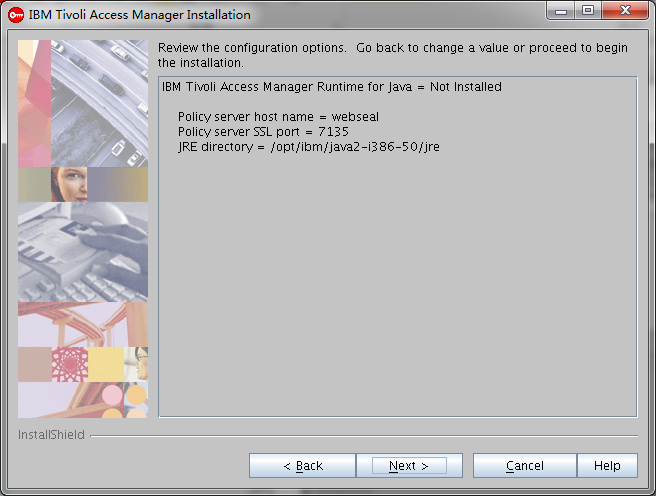 IBM Tivoli Access Manager Installation
Review the configuration options. Go back to change a value or proceed to begin
the installation.
IBM Tivoli Access Manager Runtime for Java = Not Installed
Policy server host name = webseal
Policy server SSL port = 7135
JRE directory = /opt/ibm/java2-i386-50/jre
InstallShield
< Back
Next >
Cancel
Help